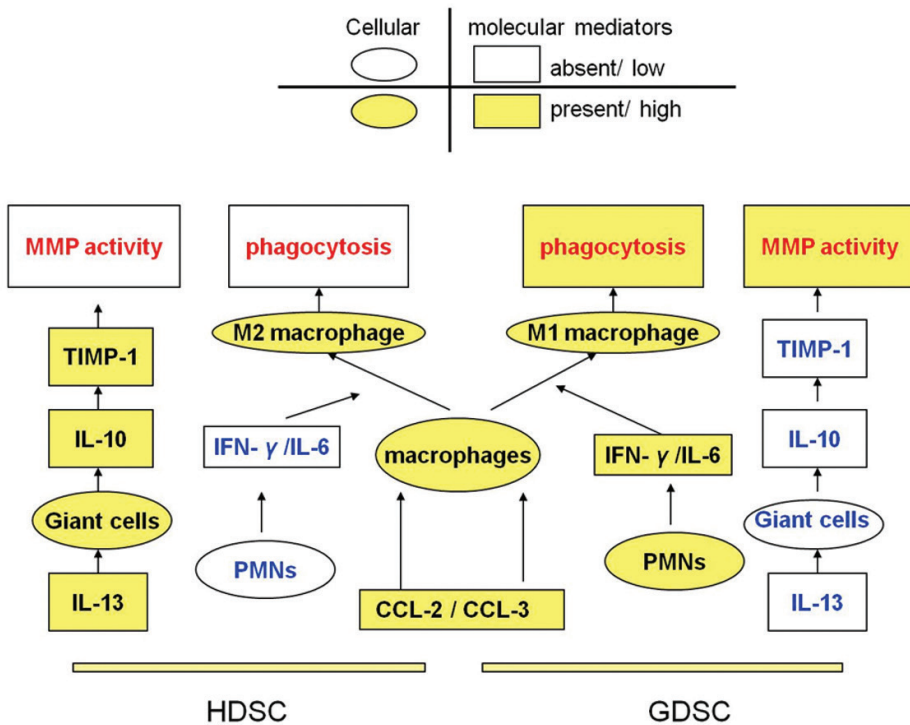 Cellular molecular mediators
absent/ low
present/ high
MMP activity phagocytosis phagocytosis MMP activity
M2 macrophage M1 macrophage
TIMP-1 TIMP-1
IL-10 IFN- γ /IL-6 macrophages IFN- γ /IL-6 IL-10
Giant cells PMNs PMNs Giant cells
IL-13 CCL-2 / CCL-3 IL-13
HDSC GDSC